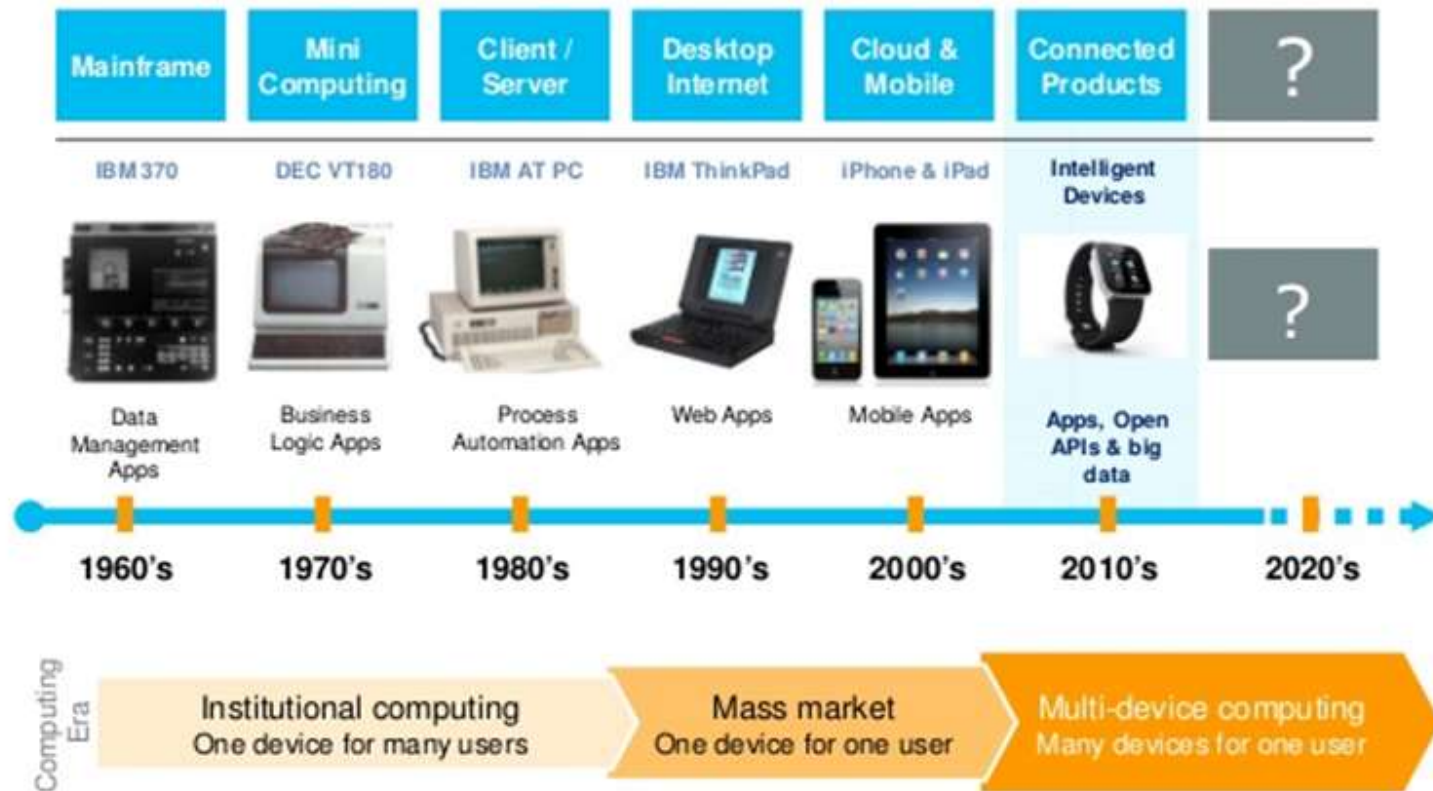 Mainframe
Mini
Computing
Client /
Server
Desktop
Internet
Cloud &
Mobile
Connected
Products
?
IBM 370
DEC VT180
IBM AT PC
IBM ThinkPad
iPhone & iPad
Intelligent
Devices
?
Data
Management
Apps
Business
Logic Apps
Process
Automation Apps
Web Apps
Mobile Apps
Apps, Open
APIs & big
data
1960's
1970's
1980's
1990's
2000's
2010's
2020's
Computing
Era
Institutional computing
One device for many users
Mass market
One device for one user
Multi-device computing
Many devices for one user